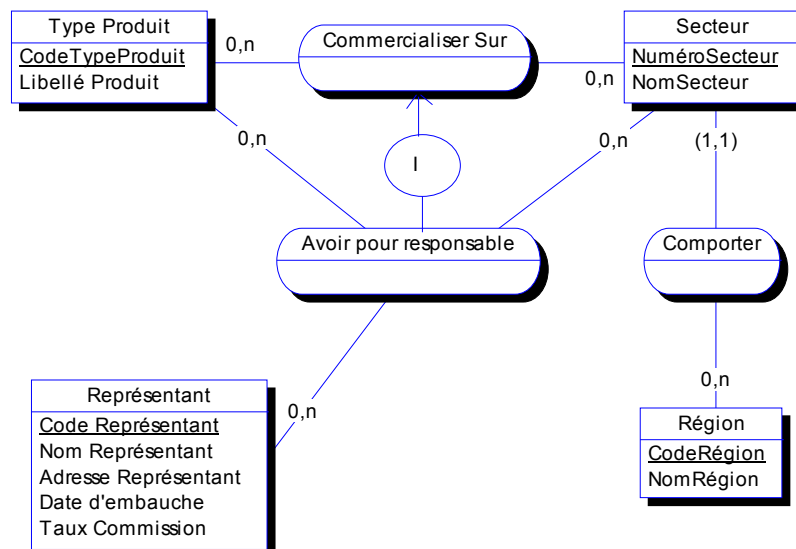 Type Produit
CodeTypeProduit
Libellé Produit
0,n
Commercialiser Sur
0,n
Secteur
NuméroSecteur
NomSecteur
0,n
I
0,n
(1,1)
Avoir pour responsable
Comporter
0,n
0,n
Représentant
Code Représentant
Nom Représentant
Adresse Représentant
Date d'embauche
Taux Commission
Région
CodeRégion
NomRégion